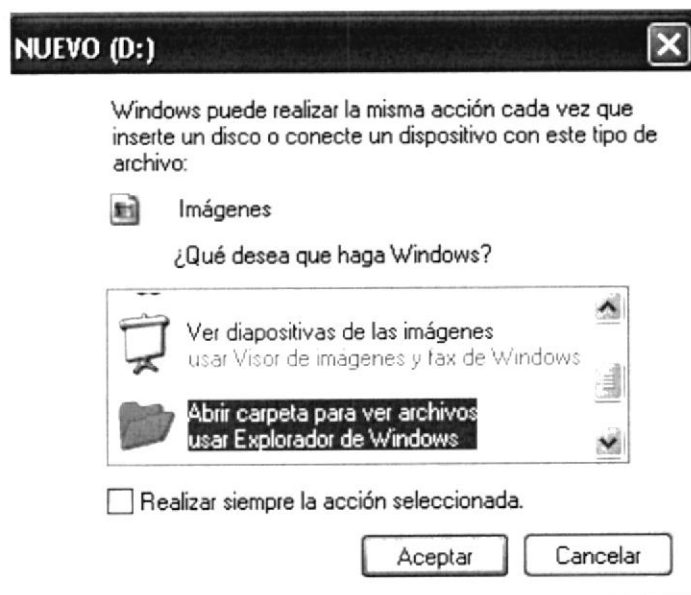 NUEVO (D:)
Windows puede realizar la misma acción cada vez que
inserte un disco o conecte un dispositivo con este tipo de
archivo:
Imágenes
¿Qué desea que haga Windows?
Ver diapositivas de las imágenes
usar Visor de imágenes y fax de Windows
Abrir carpeta para ver archivos
usar Explorador de Windows
Realizar siempre la acción seleccionada.
Aceptar
Cancelar